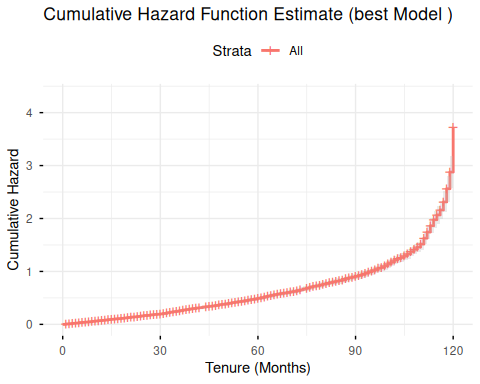 Cumulative Hazard Function Estimate (best Model )
Strata All
Cumulative Hazard
4
3
2
1
0
0 30 60 90 120
Tenure (Months)